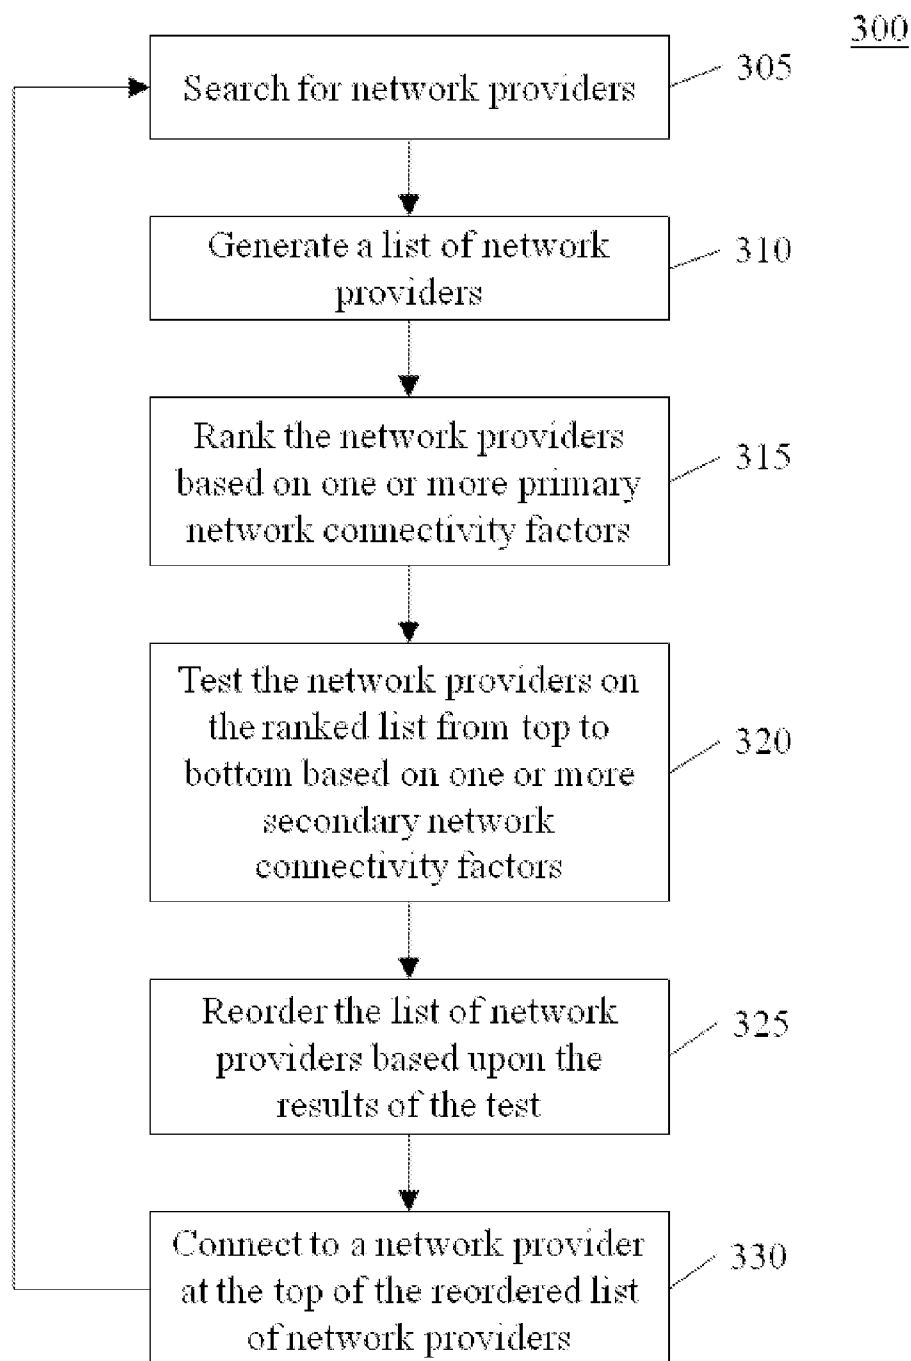 300
Search for network providers
305
Generate a list of network
providers
310
Rank the network providers
based on one or more primary
network connectivity factors
315
Test the network providers on
the ranked list from top to
bottom based on one or more
secondary network
connectivity factors
320
Reorder the list of network
providers based upon the
results of the test
325
Connect to a network provider
at the top of the reordered list
of network providers
330